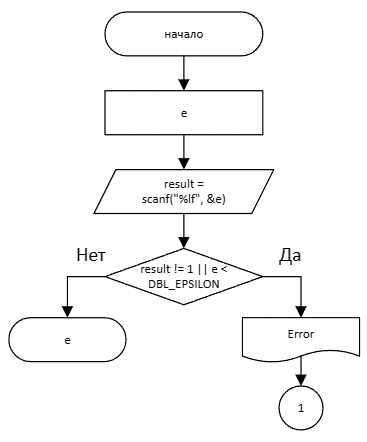 начало
e
result =
scanf("%lf", &e)
Нет
Да
result != 1 || e <
DBL_EPSILON
e
Error
1